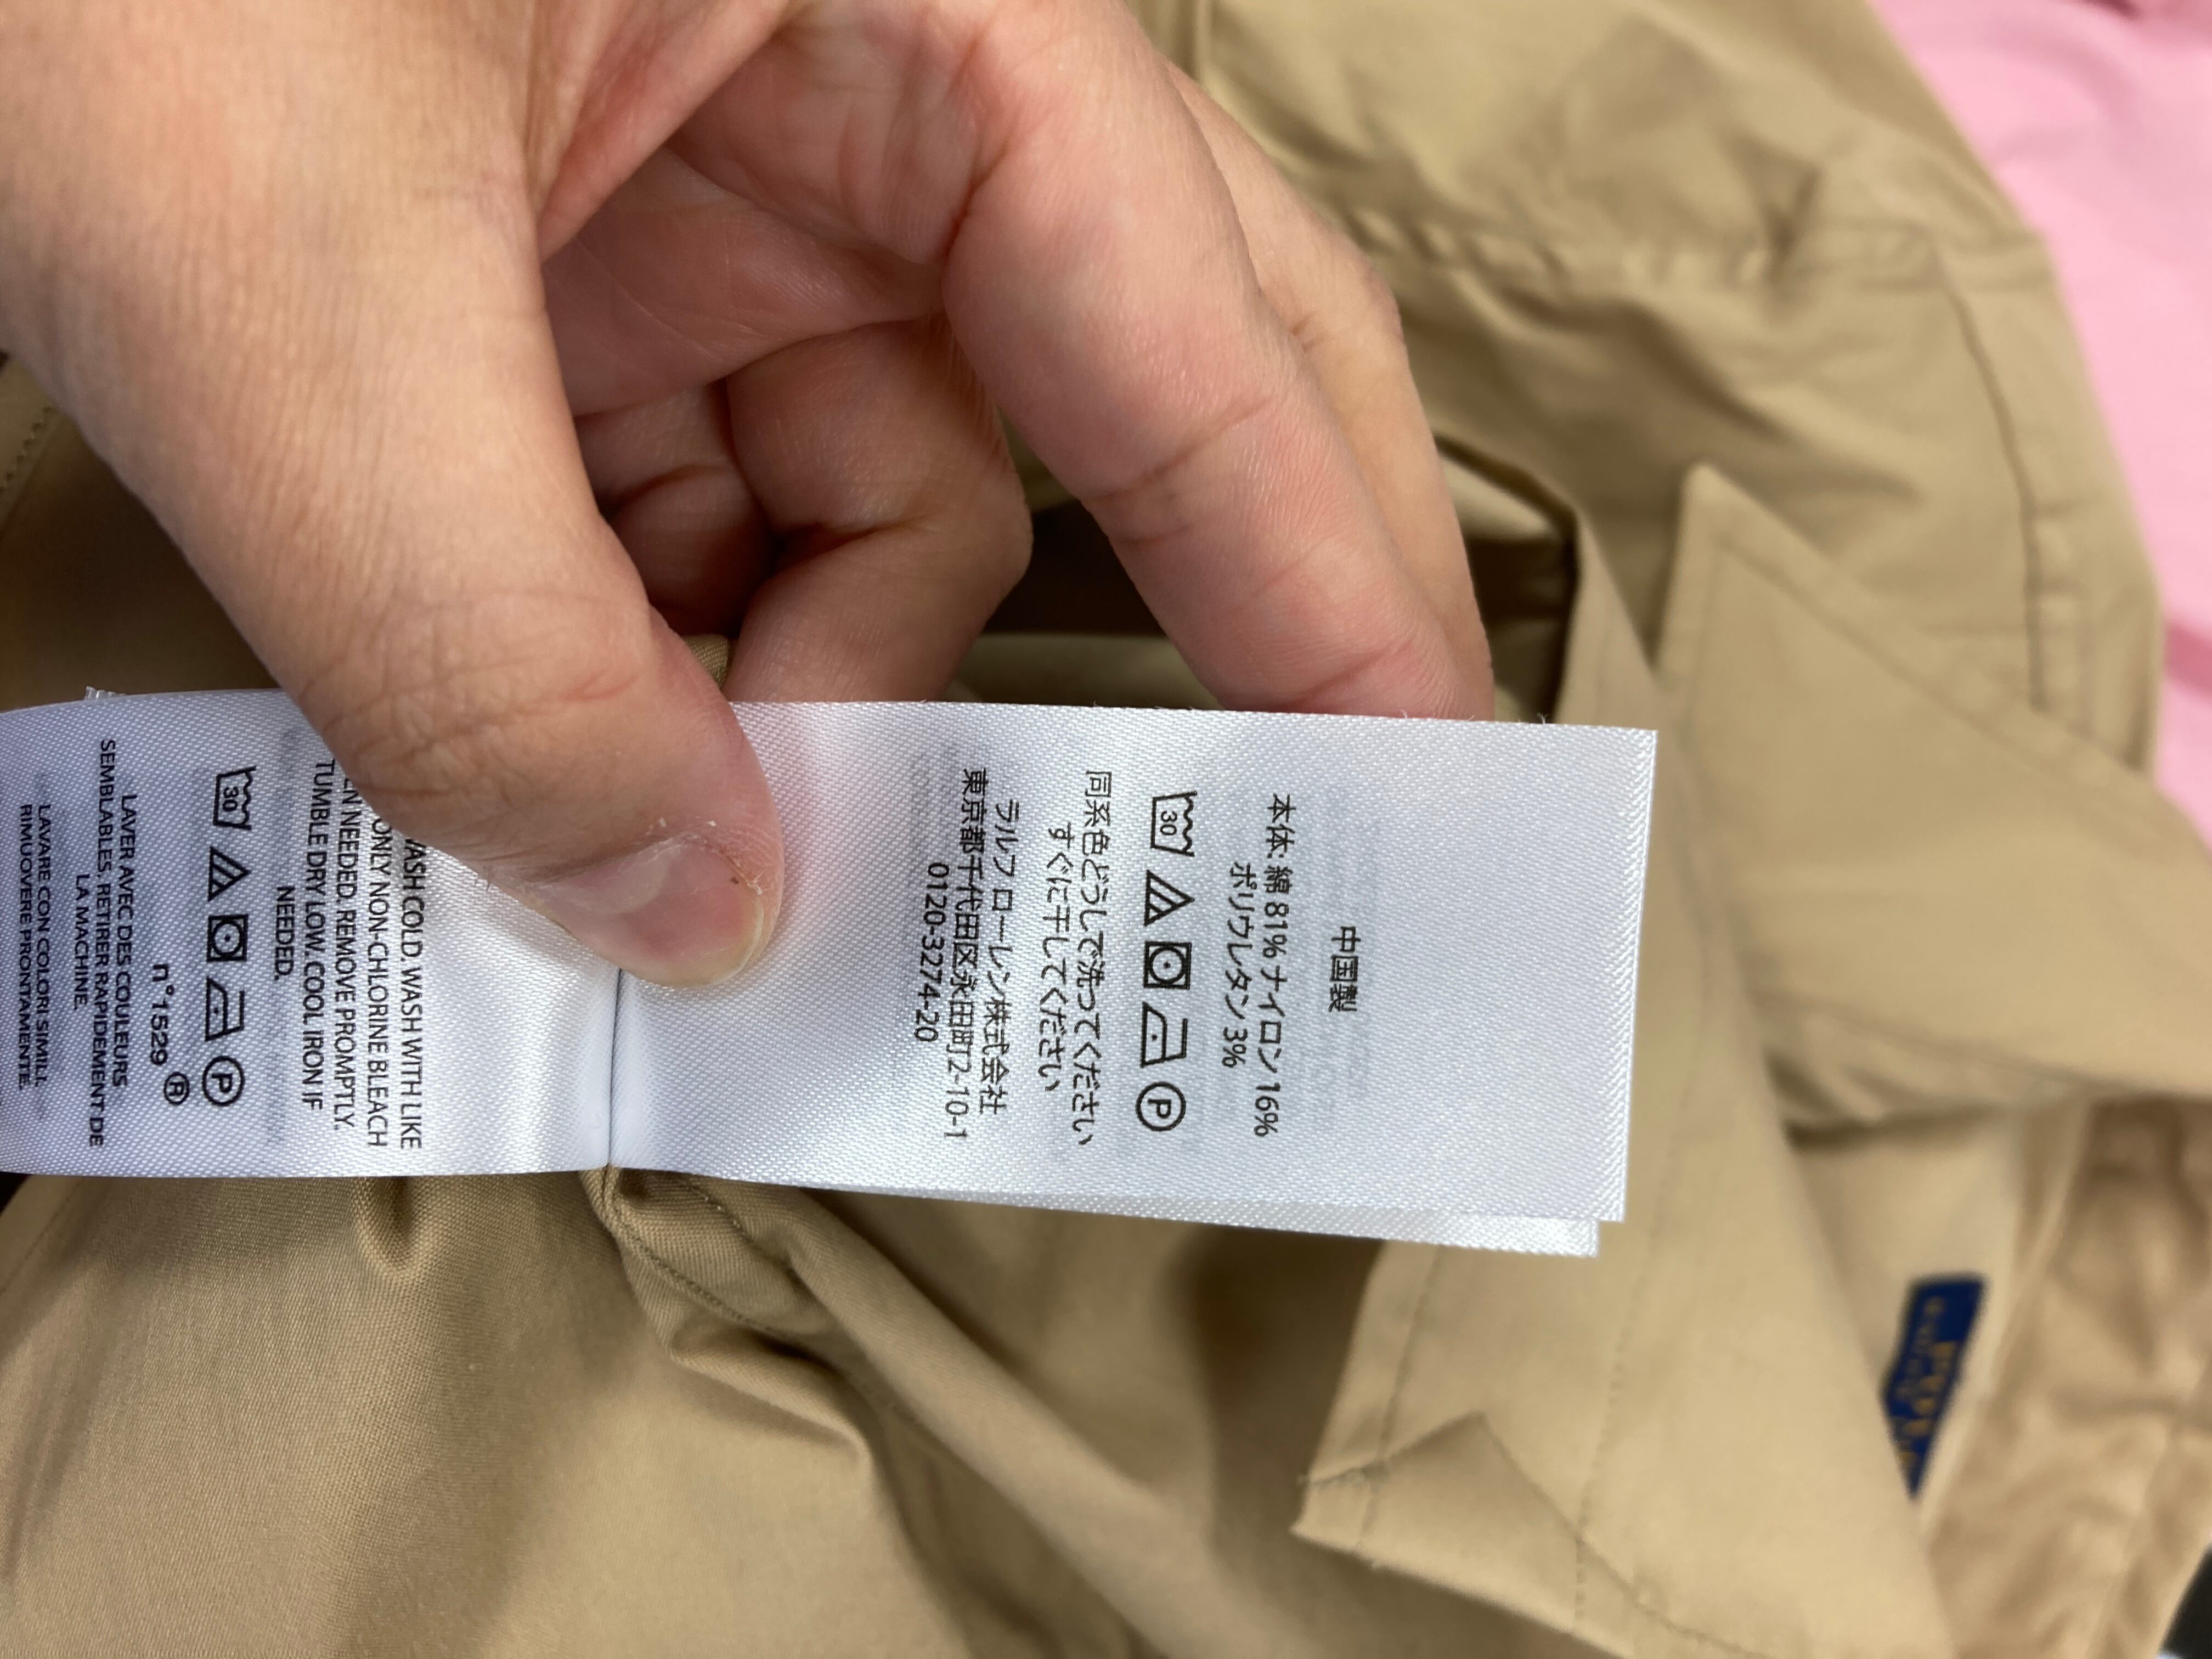 中国製
本体: 綿 81% ナイロン 16%
ポリウレタン 3%
30
P
同系色どうしで洗ってください
すぐに干してください
ラルフ ローレン株式会社
東京都千代田区永田町2-10-1
0120-3274-20
WASH COLD. WASH WITH LIKE
ONLY NON-CHLORINE BLEACH
NEEDED. REMOVE PROMPTLY.
TUMBLE DRY LOW. COOL IRON IF
NEEDED.
30
P
n°1529 ®
LAVER AVEC DES COULEURS
SEMBLABLES. RETIRER RAPIDEMENT DE
LA MACHINE.
LAVARE CON COLORI SIMILI.
RIMUOVERE PRONTAMENTE.